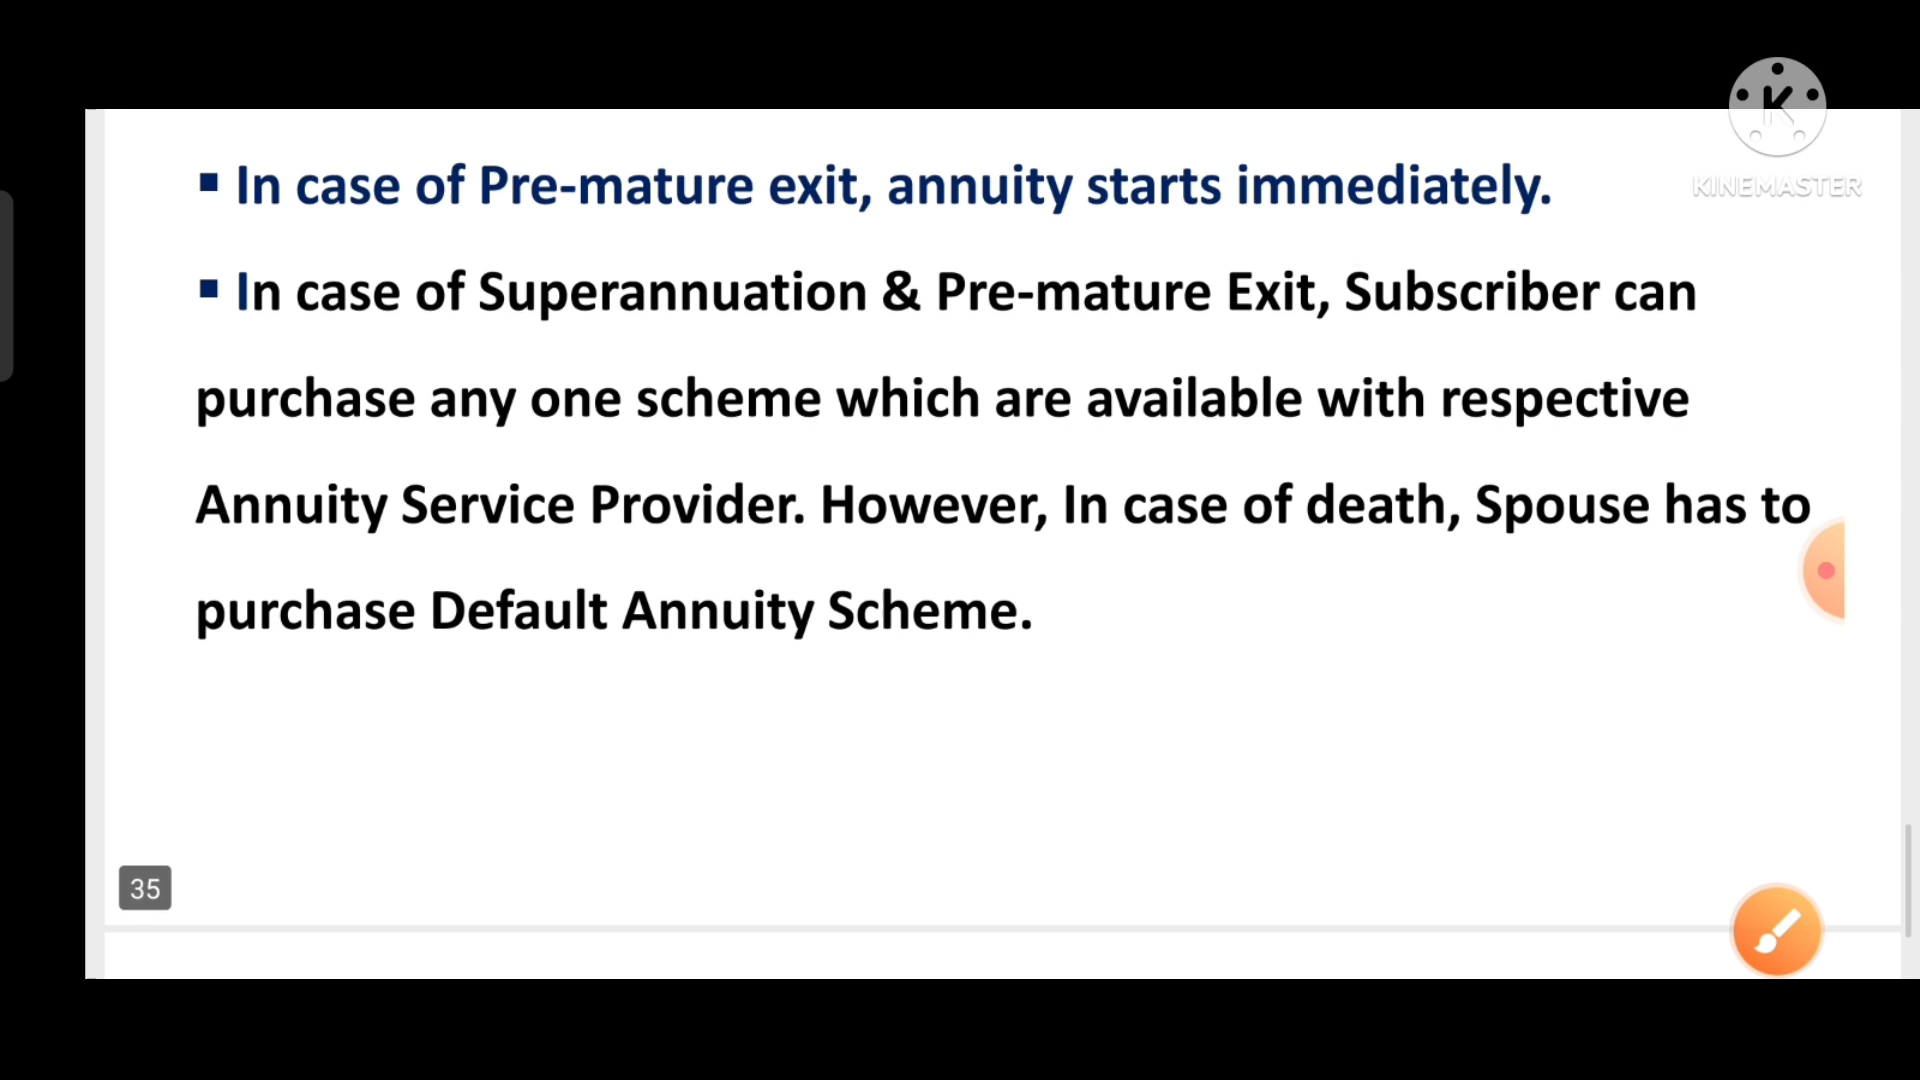 K
KINEMASTER
▪ In case of Pre-mature exit, annuity starts immediately.
▪ In case of Superannuation & Pre-mature Exit, Subscriber can
purchase any one scheme which are available with respective
Annuity Service Provider. However, In case of death, Spouse has to
purchase Default Annuity Scheme.
35